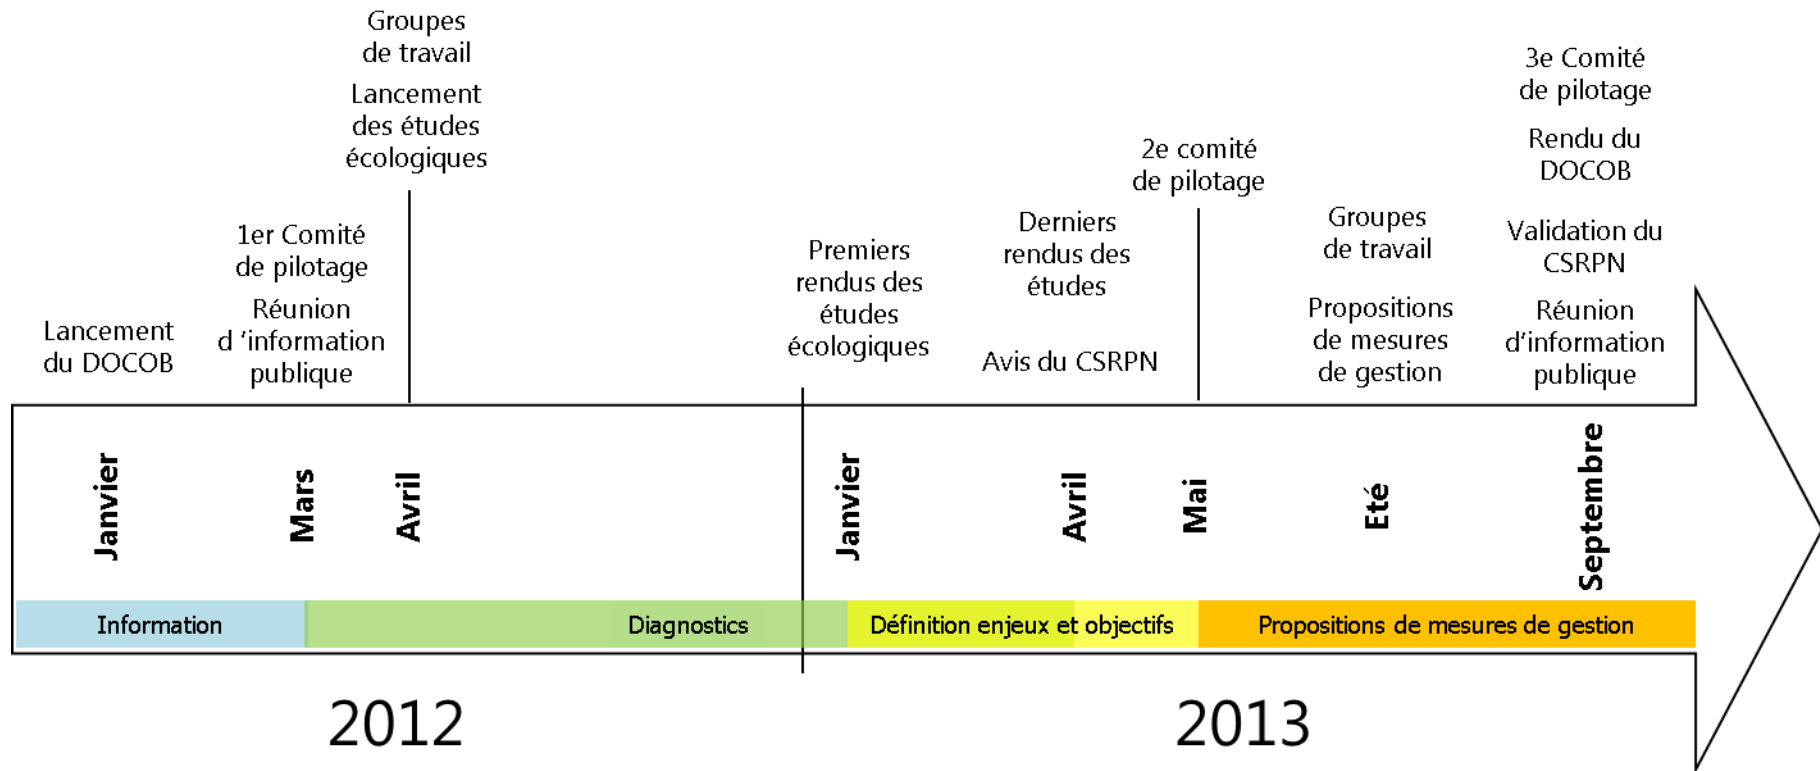 Lancement
du DOCOB
1er Comité
de pilotage
Réunion
d 'information
publique
Groupes
de travail
Lancement
des études
écologiques
Premiers
rendus des
études
écologiques
Derniers
rendus des
études
Avis du CSRPN
2e comité
de pilotage
Groupes
de travail
Propositions
de mesures
de gestion
3e Comité
de pilotage
Rendu du
DOCOB
Validation du
CSRPN
Réunion
d'information
publique
Janvier
Mars
Avril
Janvier
Avril
Mai
Eté
Septembre
Information
Diagnostics
Définition enjeux et objectifs
Propositions de mesures de gestion
2012
2013